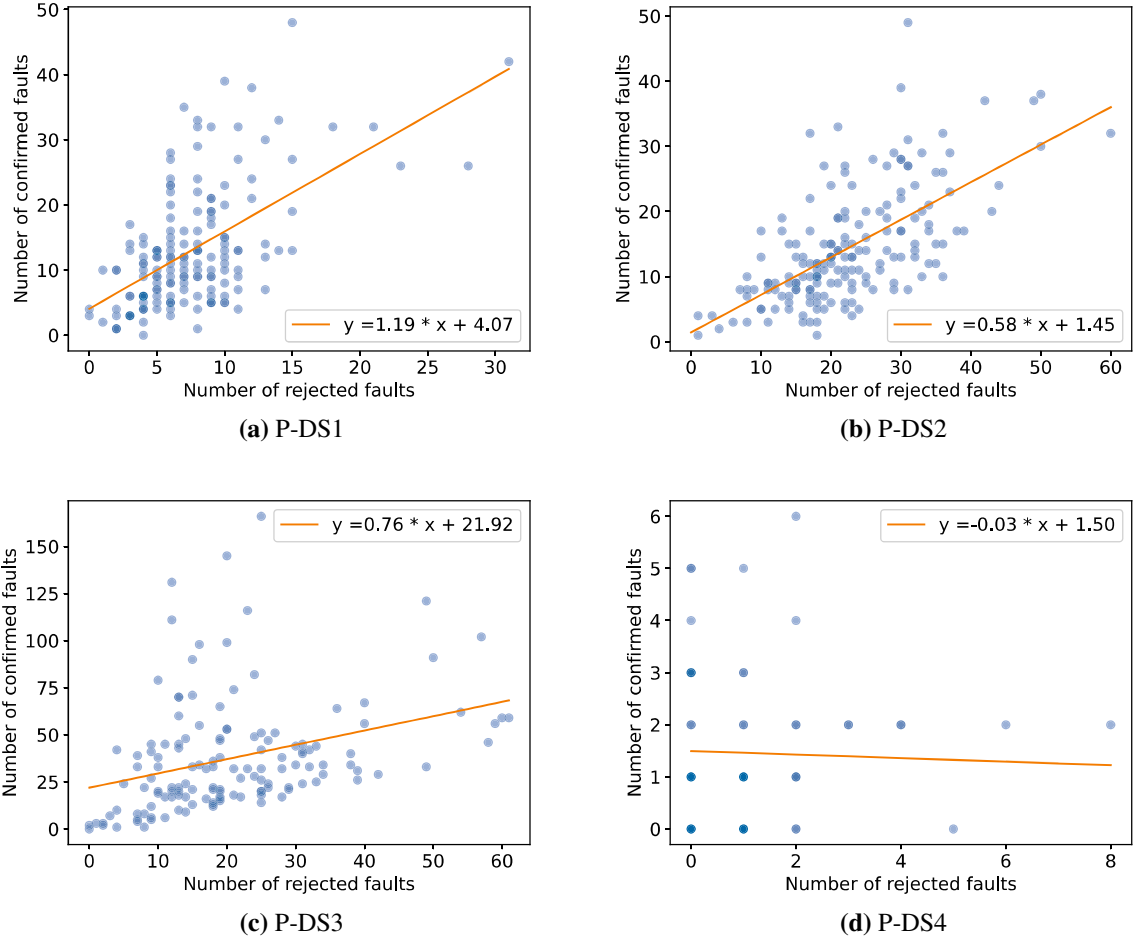 50
40
30
20
10
0
Number of confirmed faults
y =1.19 * x + 4.07
0 5 10 15 20 25 30
Number of rejected faults
(a) P-DS1
50
40
30
20
10
0
Number of confirmed faults
y =0.58 * x + 1.45
0 10 20 30 40 50 60
Number of rejected faults
(b) P-DS2
y =0.76 * x + 21.92
150
125
100
75
50
25
0
Number of confirmed faults
0 10 20 30 40 50 60
Number of rejected faults
(c) P-DS3
y =-0.03 * x + 1.50
6
5
4
3
2
1
0
Number of confirmed faults
0 2 4 6 8
Number of rejected faults
(d) P-DS4